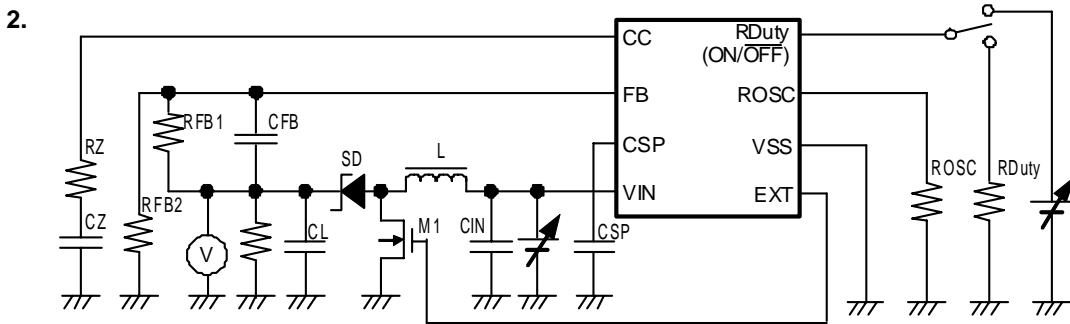 2.
CC
RDuty
(ON/OFF)
FB
ROSC
CSP
VSS
VIN
EXT
RFB1
CFB
RZ
SD
L
RFB2
CZ
V
CL
M1
CIN
CSP
ROSC
RDuty